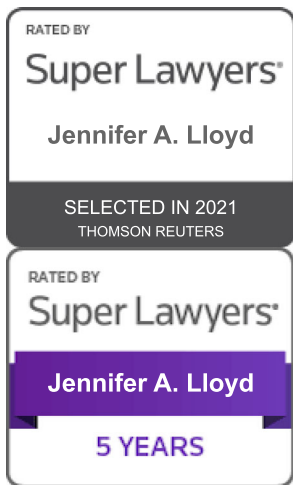 RATED BY
Super Lawyers®
Jennifer A. Lloyd
SELECTED IN 2021
THOMSON REUTERS
RATED BY
Super Lawyers®
Jennifer A. Lloyd
5 YEARS